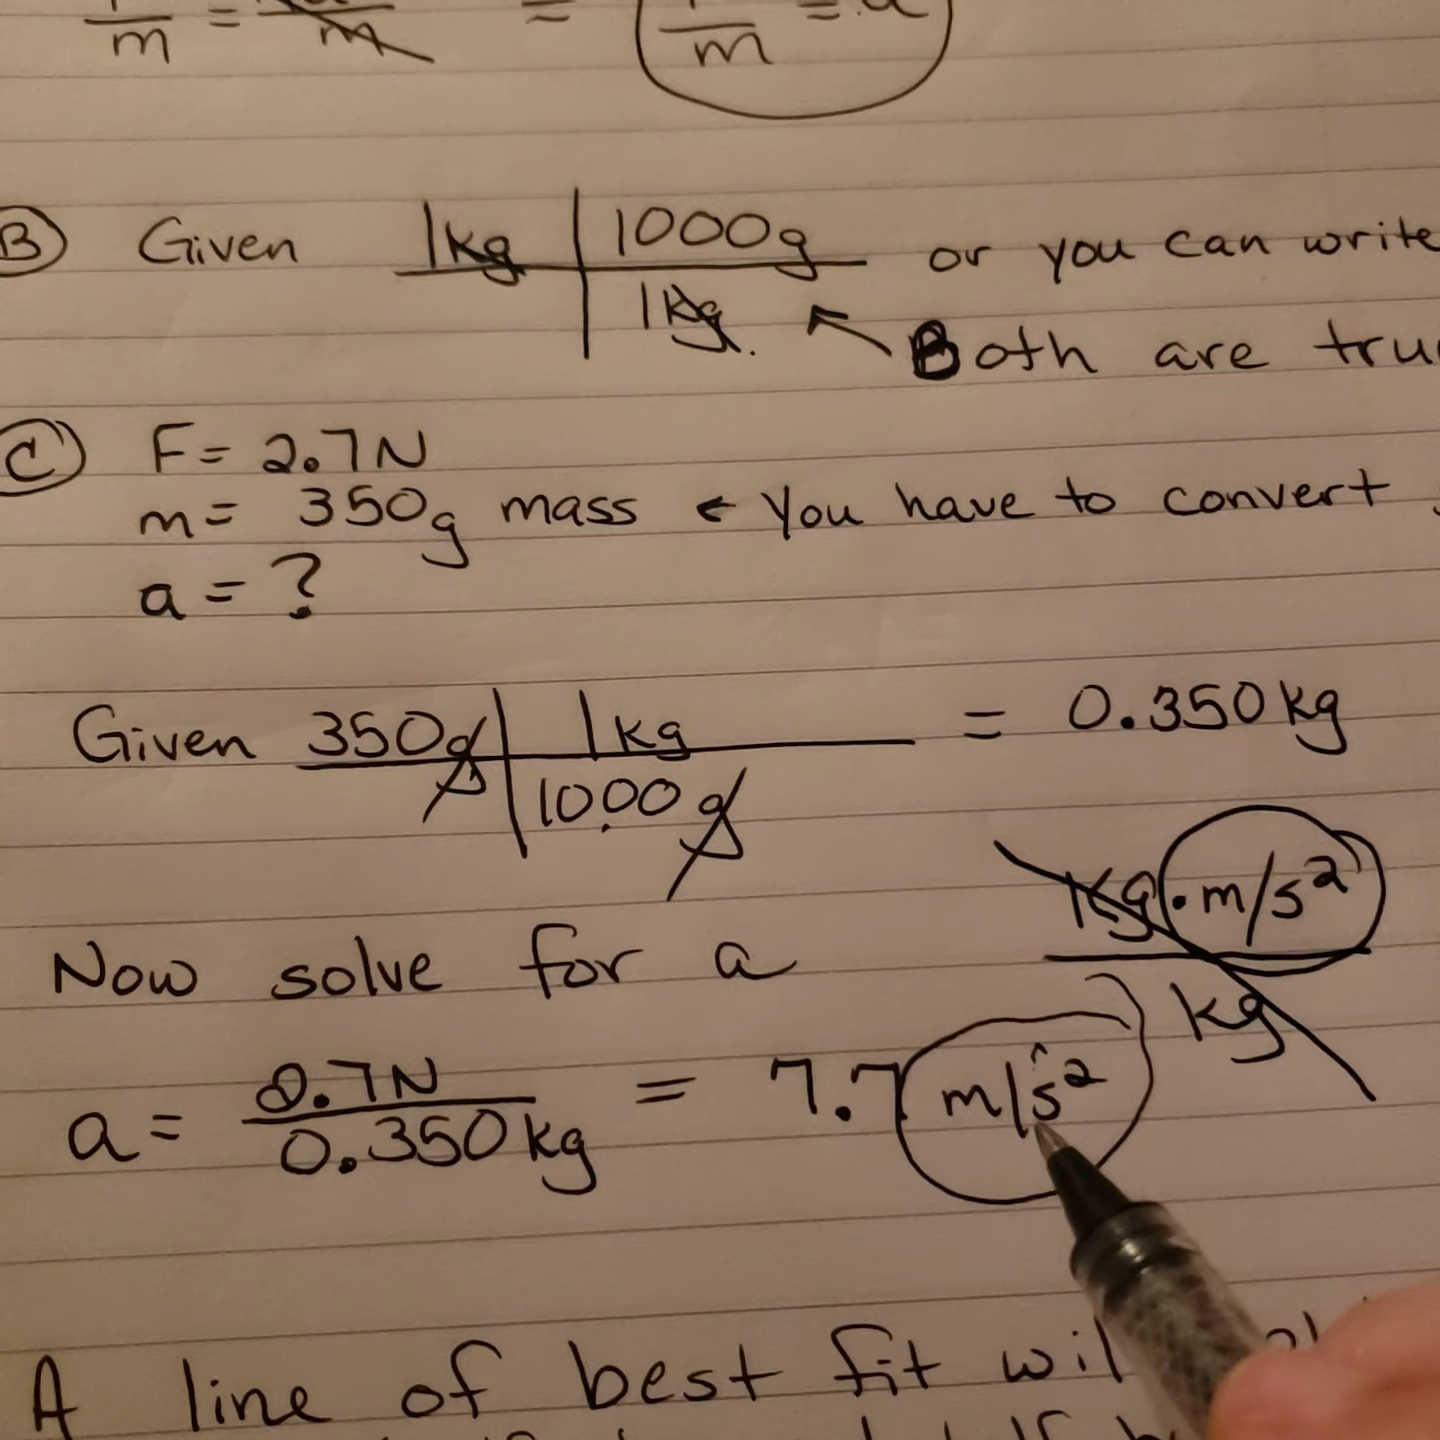 m = m = m = a
B Given 1kg | 1000g or you can write
1kg. ↖ Both are
C F = 2.7N
m = 350g mass ← You have to convert
a = ?
Given 350g | 1kg = 0.350kg
1000g
kg · m/s²
Now solve for a
kg
a = 2.7N / 0.350kg = 7.7 m/s²
A line of best fit